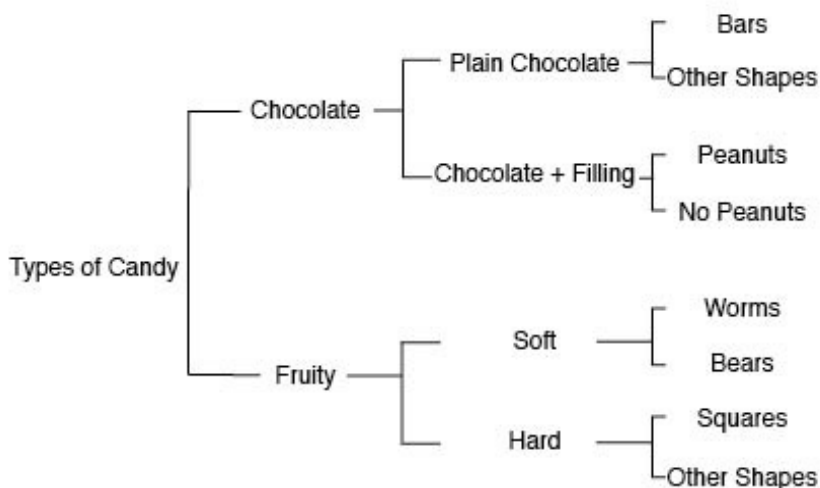 Bars
Plain Chocolate
Other Shapes
Chocolate
Peanuts
Chocolate + Filling
No Peanuts
Types of Candy
Worms
Soft
Bears
Fruity
Squares
Hard
Other Shapes